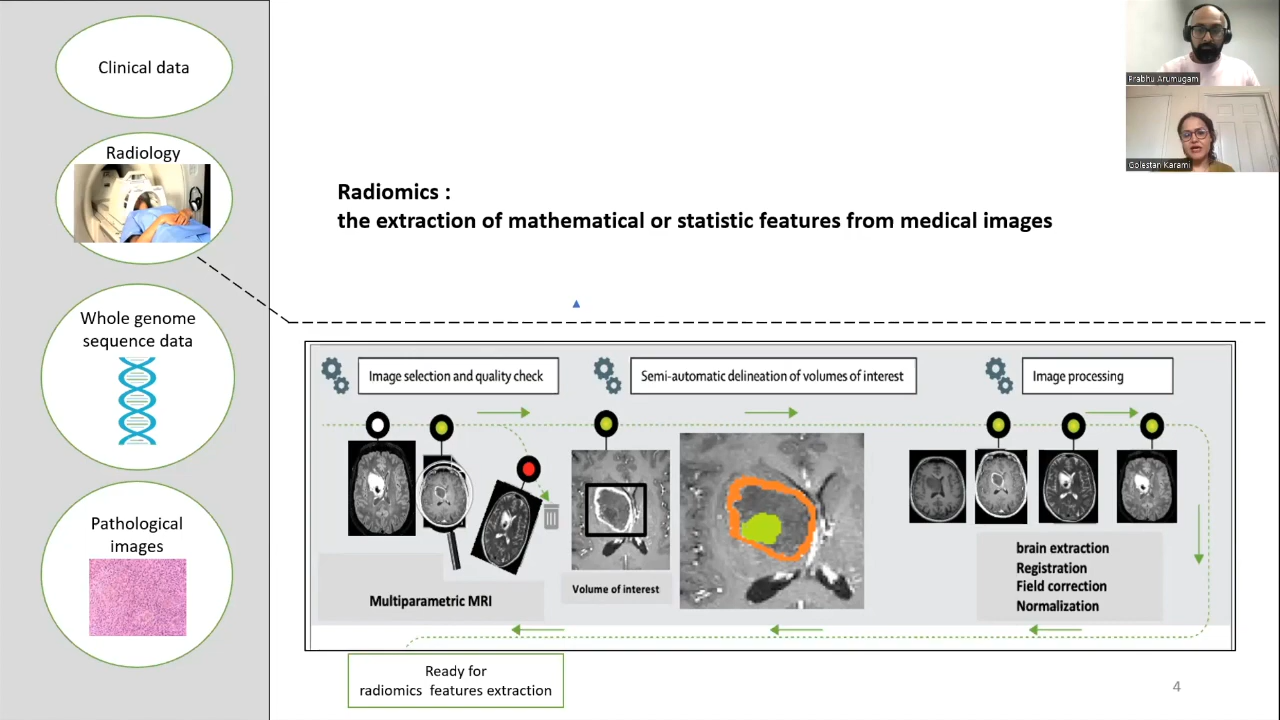 Clinical data
Radiology
Whole genome
sequence data
Pathological
images
Prabhu Arumugam
Golestan Karami
Radiomics :
the extraction of mathematical or statistic features from medical images
Image selection and quality check
Semi-automatic delineation of volumes of interest
Image processing
Multiparametric MRI
Volume of interest
brain extraction
Registration
Field correction
Normalization
Ready for
radiomics features extraction
4